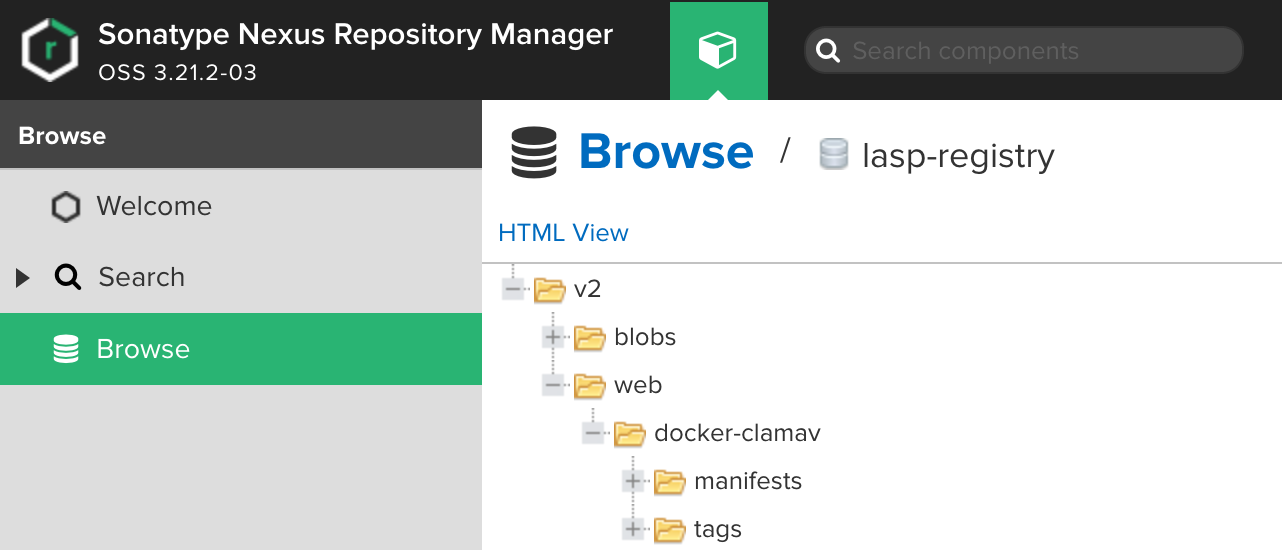 Sonatype Nexus Repository Manager
OSS 3.21.2-03
Search components
Browse
Welcome
Search
Browse
Browse / lasp-registry
HTML View
v2
blobs
web
docker-clamav
manifests
tags